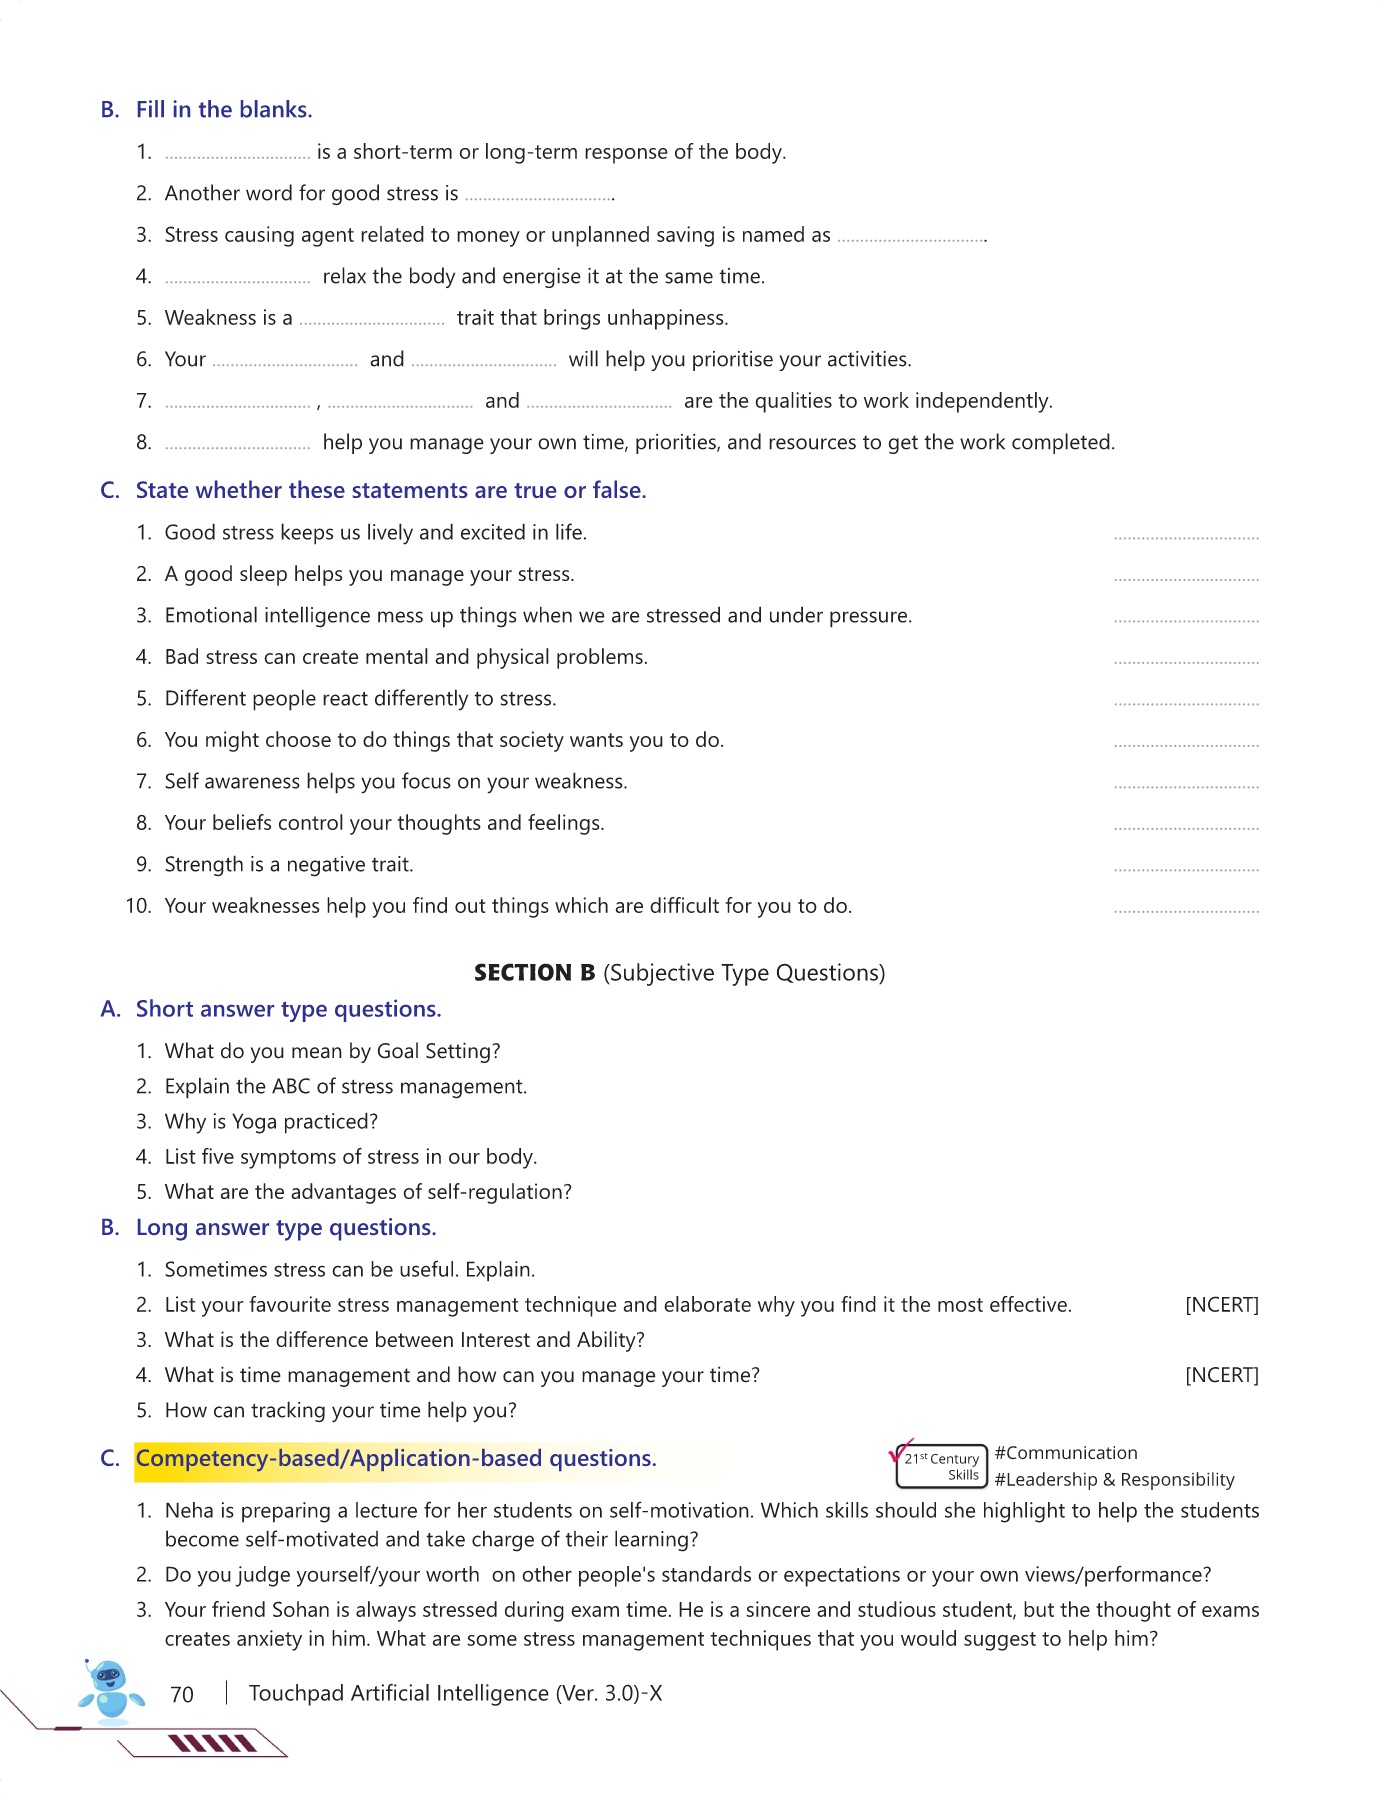 B. Fill in the blanks.
1. ................................ is a short-term or long-term response of the body.
2. Another word for good stress is .................................
3. Stress causing agent related to money or unplanned saving is named as .................................
4. ................................ relax the body and energise it at the same time.
5. Weakness is a ................................ trait that brings unhappiness.
6. Your ................................ and ................................ will help you prioritise your activities.
7. ................................ , ................................ and ................................ are the qualities to work independently.
8. ................................ help you manage your own time, priorities, and resources to get the work completed.
C. State whether these statements are true or false.
1. Good stress keeps us lively and excited in life. ................................
2. A good sleep helps you manage your stress. ................................
3. Emotional intelligence mess up things when we are stressed and under pressure. ................................
4. Bad stress can create mental and physical problems. ................................
5. Different people react differently to stress. ................................
6. You might choose to do things that society wants you to do. ................................
7. Self awareness helps you focus on your weakness. ................................
8. Your beliefs control your thoughts and feelings. ................................
9. Strength is a negative trait. ................................
10. Your weaknesses help you find out things which are difficult for you to do. ................................
SECTION B (Subjective Type Questions)
A. Short answer type questions.
1. What do you mean by Goal Setting?
2. Explain the ABC of stress management.
3. Why is Yoga practiced?
4. List five symptoms of stress in our body.
5. What are the advantages of self-regulation?
B. Long answer type questions.
1. Sometimes stress can be useful. Explain.
2. List your favourite stress management technique and elaborate why you find it the most effective. [NCERT]
3. What is the difference between Interest and Ability?
4. What is time management and how can you manage your time? [NCERT]
5. How can tracking your time help you?
C. Competency-based/Application-based questions.
21st Century
Skills
#Communication
#Leadership & Responsibility
1. Neha is preparing a lecture for her students on self-motivation. Which skills should she highlight to help the students
become self-motivated and take charge of their learning?
2. Do you judge yourself/your worth on other people's standards or expectations or your own views/performance?
3. Your friend Sohan is always stressed during exam time. He is a sincere and studious student, but the thought of exams
creates anxiety in him. What are some stress management techniques that you would suggest to help him?
70 | Touchpad Artificial Intelligence (Ver. 3.0)-X